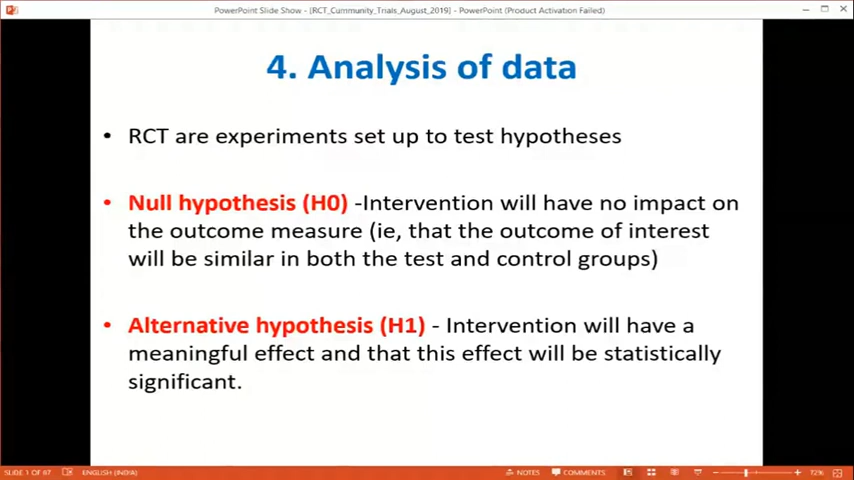 PowerPoint Slide Show - [RCT_Cummunity_Trials_August_2019] - PowerPoint (Product Activation Failed)
4. Analysis of data
• RCT are experiments set up to test hypotheses
• Null hypothesis (H0) -Intervention will have no impact on
the outcome measure (ie, that the outcome of interest
will be similar in both the test and control groups)
• Alternative hypothesis (H1) - Intervention will have a
meaningful effect and that this effect will be statistically
significant.
SLIDE 1 OF 87 ENGLISH (INDIA) NOTES COMMENTS 72%